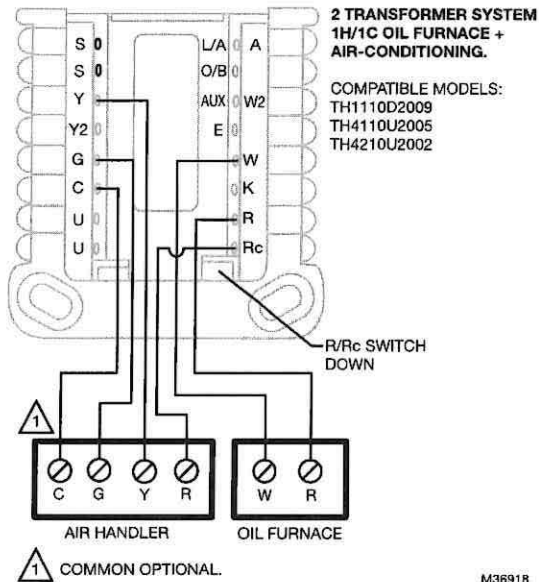 2 TRANSFORMER SYSTEM
1H/1C OIL FURNACE +
AIR-CONDITIONING.
COMPATIBLE MODELS:
TH1110D2009
TH4110U2005
TH4210U2002
S
S
Y
Y2
G
C
U
U
L/A A
O/B
AUX W2
E
W
K
R
Rc
R/Rc SWITCH
DOWN
1
C G Y R
AIR HANDLER
W R
OIL FURNACE
1 COMMON OPTIONAL.
M36918